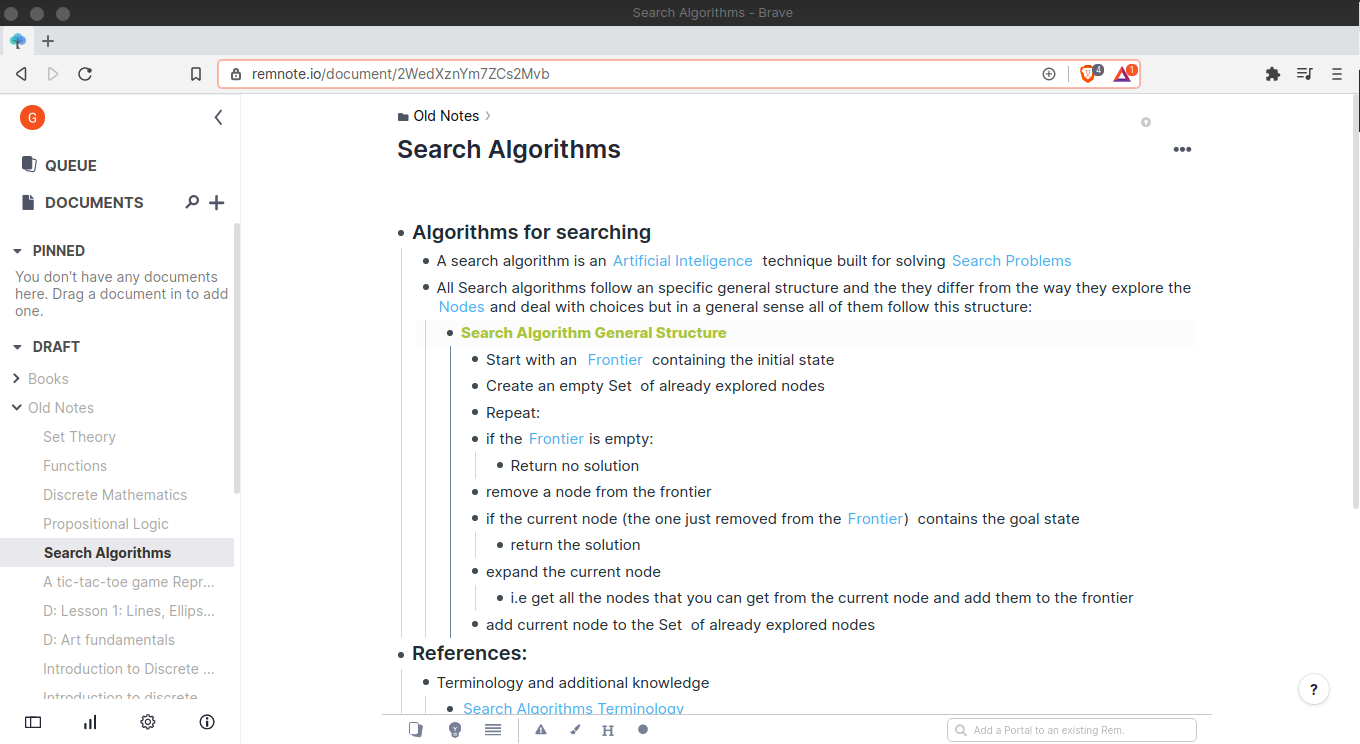 Search Algorithms - Brave
remnote.io/document/2WedXznYm7ZCs2Mvb
4
1
G
QUEUE
DOCUMENTS
PINNED
You don't have any documents
here. Drag a document in to add
one.
DRAFT
Books
Old Notes
Set Theory
Functions
Discrete Mathematics
Propositional Logic
Search Algorithms
A tic-tac-toe game Repr...
D: Lesson 1: Lines, Ellips...
D: Art fundamentals
Introduction to Discrete ...
Introduction to discrete
Old Notes
Search Algorithms
Algorithms for searching
A search algorithm is an Artificial Inteligence technique built for solving Search Problems
All Search algorithms follow an specific general structure and the they differ from the way they explore the
Nodes and deal with choices but in a general sense all of them follow this structure:
Search Algorithm General Structure
Start with an Frontier containing the initial state
Create an empty Set of already explored nodes
Repeat:
if the Frontier is empty:
Return no solution
remove a node from the frontier
if the current node (the one just removed from the Frontier) contains the goal state
return the solution
expand the current node
i.e get all the nodes that you can get from the current node and add them to the frontier
add current node to the Set of already explored nodes
References:
Terminology and additional knowledge
Search Algorithms Terminology
H
Add a Portal to an existing Rem.
?